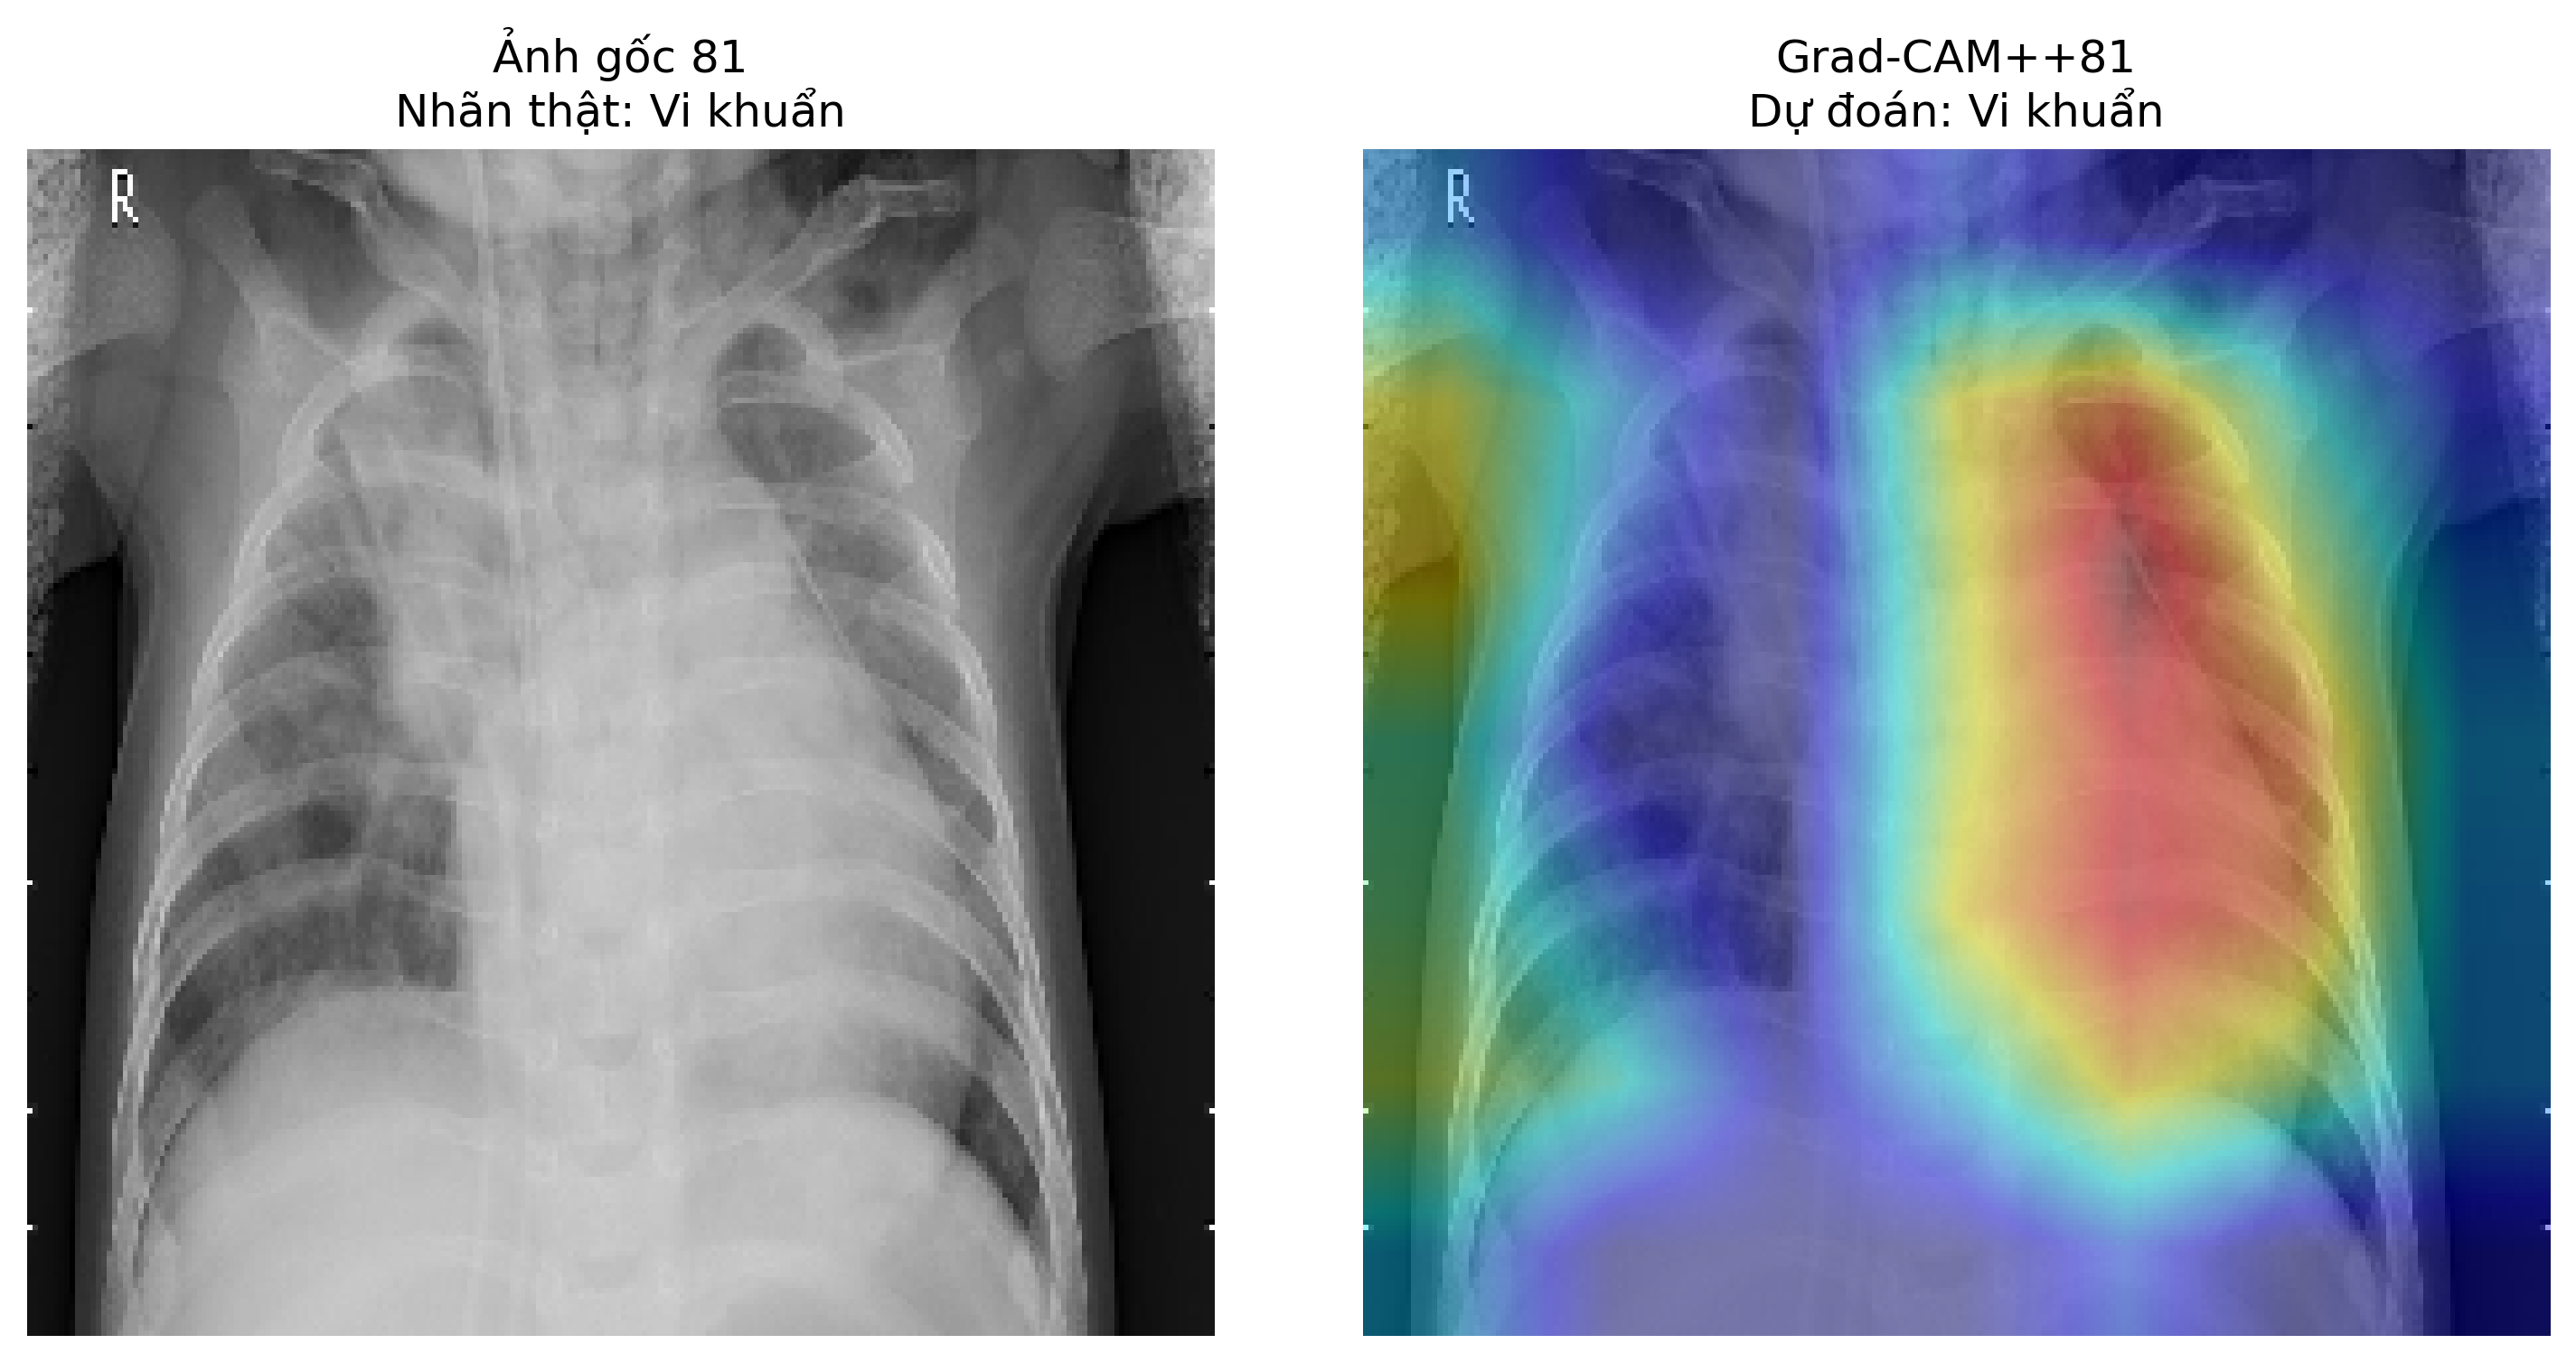 Ảnh gốc 81
Nhãn thật: Vi khuẩn
R
Grad-CAM++81
Dự đoán: Vi khuẩn
R